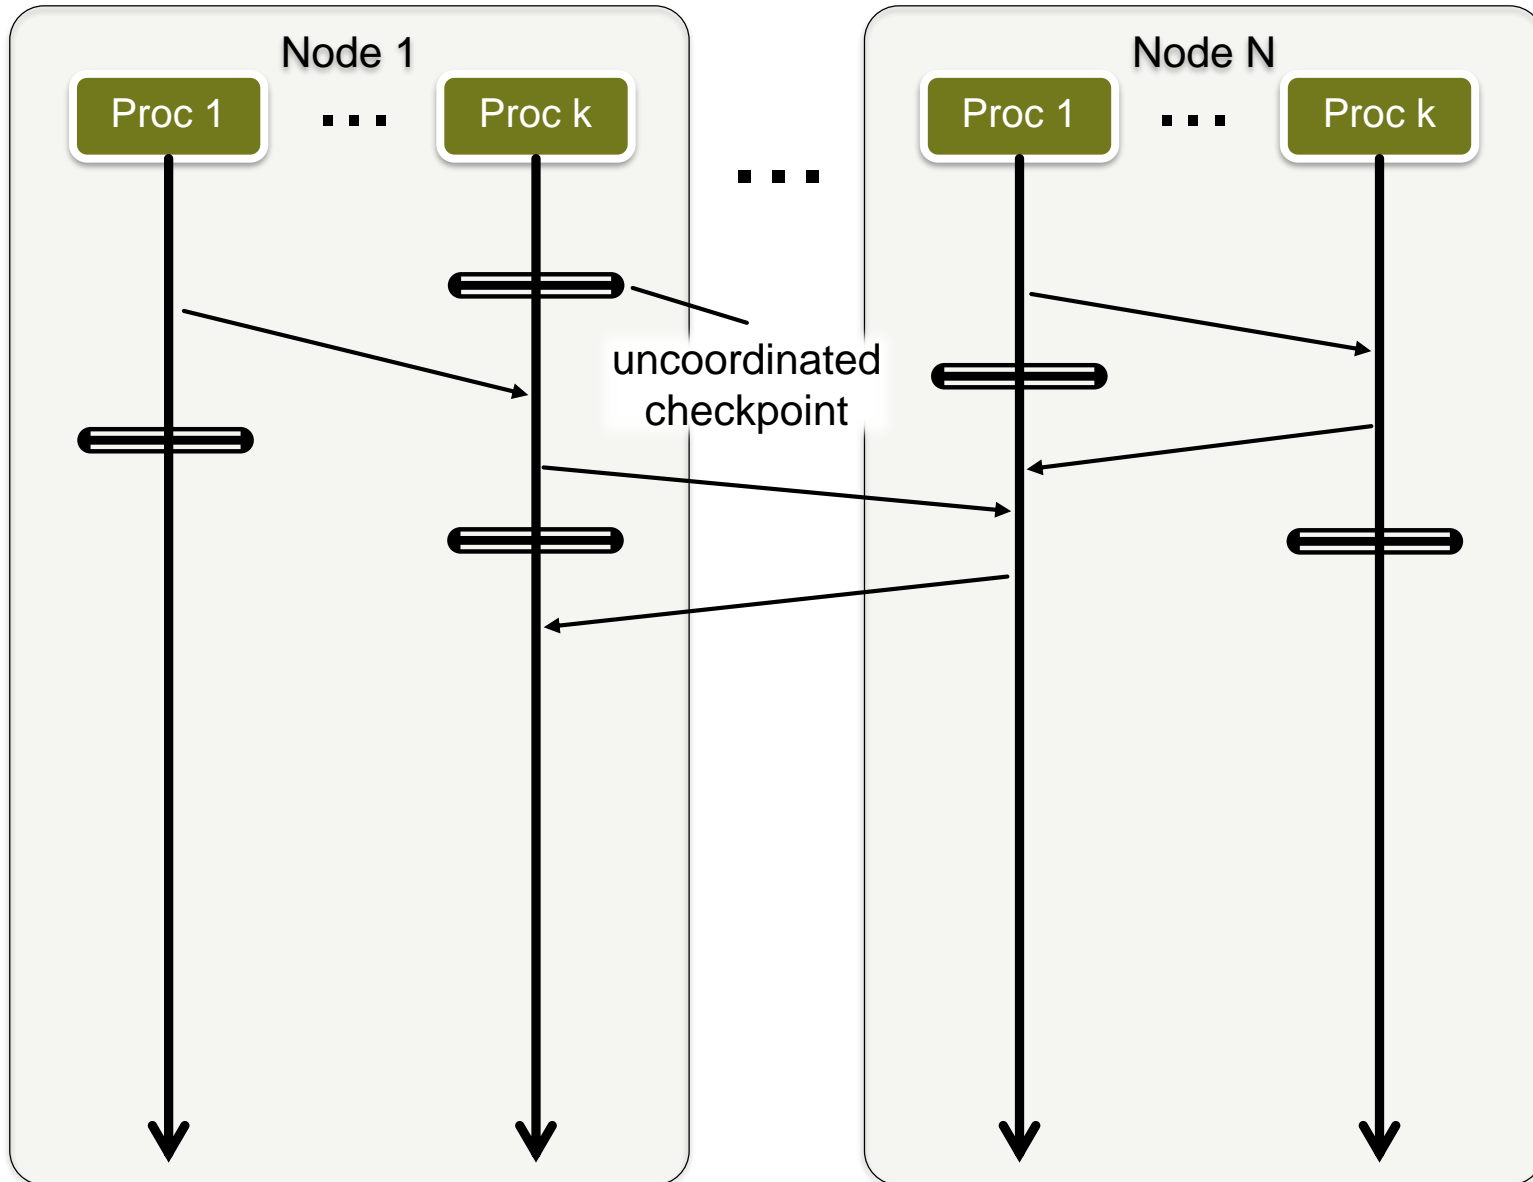 Node 1
Node N
Proc 1
...
Proc k
...
Proc 1
...
Proc k
uncoordinated
checkpoint